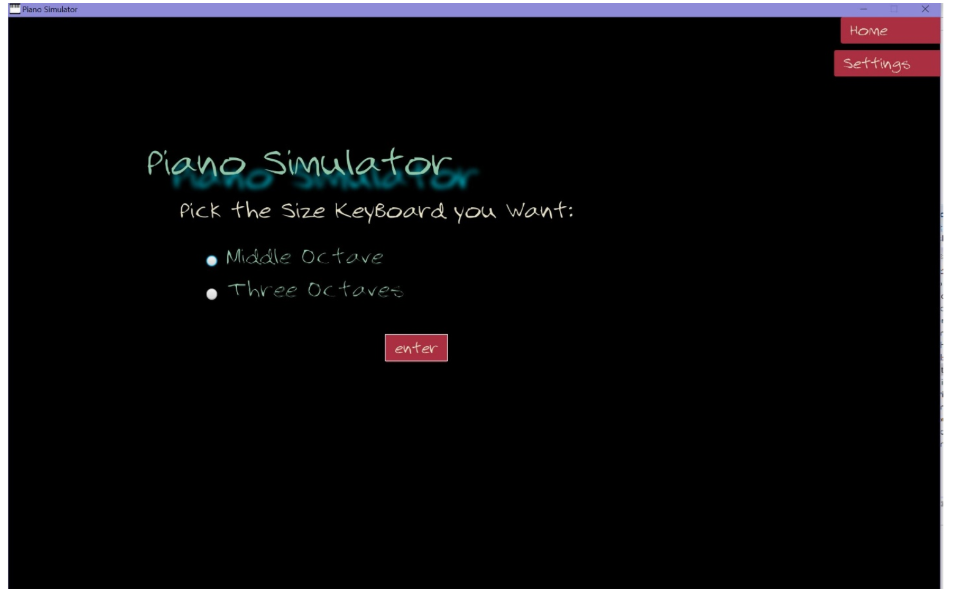 Piano Simulator
Home
Settings
Piano Simulator
Pick the Size KeyBoard you Want:
Middle Octave
Three Octaves
enter